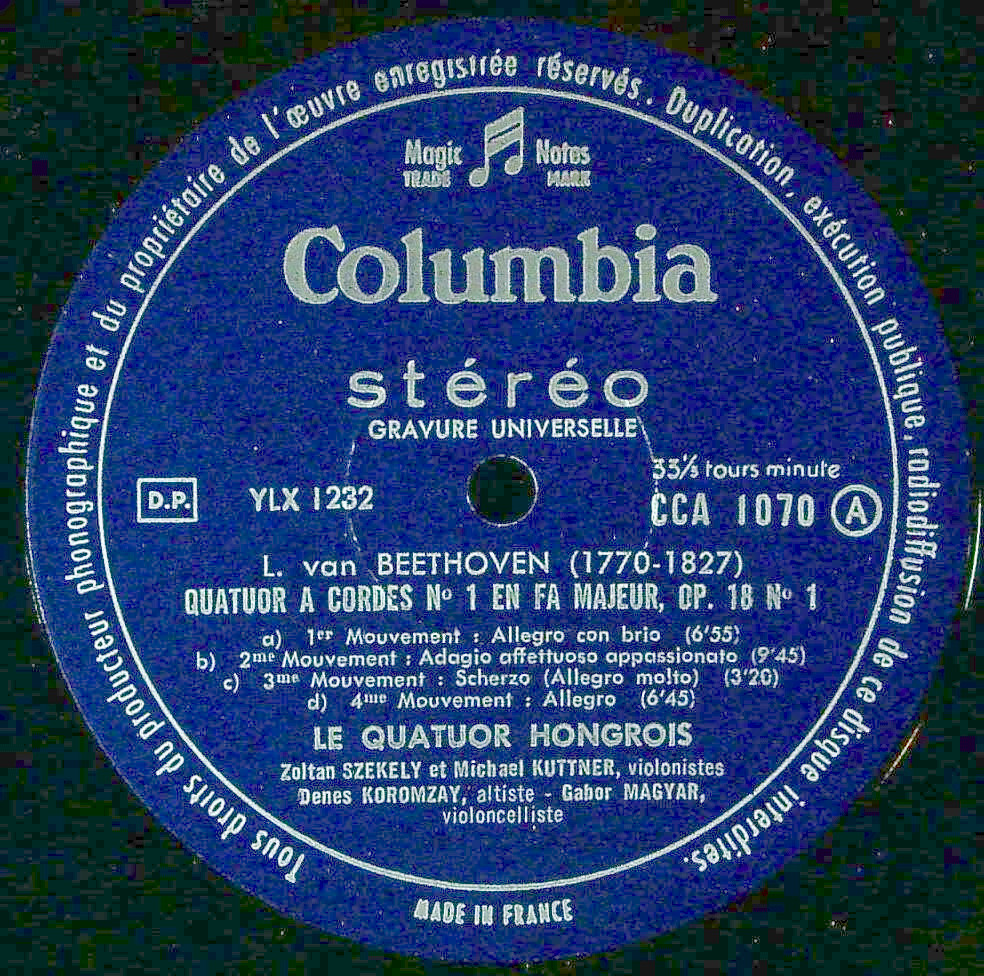 Tous droits du producteur phonographique et du propriétaire de l'œuvre enregistrée réservés. Duplication, exécution publique, radiodiffusion de ce disque interdites.
Magic Notes
TRADE MARK
Columbia
stéréo
GRAVURE UNIVERSELLE
33⅓ tours minute
D.P. YLX 1232 CCA 1070 A
L. van BEETHOVEN (1770-1827)
QUATUOR A CORDES Nº 1 EN FA MAJEUR, OP. 18 Nº 1
a) 1er Mouvement : Allegro con brio (6'55)
b) 2me Mouvement : Adagio affettuoso appassionato (9'45)
c) 3me Mouvement : Scherzo (Allegro molto) (3'20)
d) 4me Mouvement : Allegro (6'45)
LE QUATUOR HONGROIS
Zoltan SZEKELY et Michael KUTTNER, violonistes
Denes KOROMZAY, altiste - Gabor MAGYAR,
violoncelliste
MADE IN FRANCE